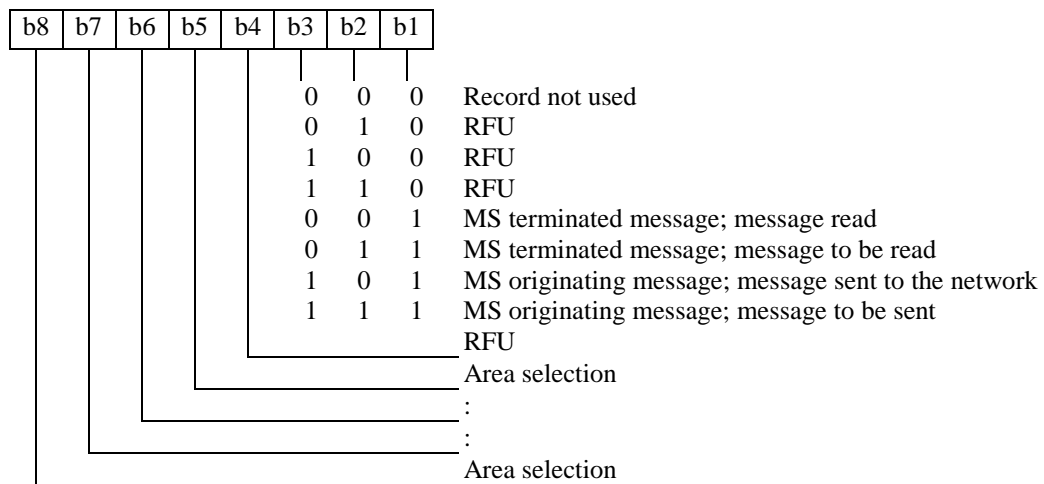 b8 b7 b6 b5 b4 b3 b2 b1
0 0 0 Record not used
0 1 0 RFU
1 0 0 RFU
1 1 0 RFU
0 0 1 MS terminated message; message read
0 1 1 MS terminated message; message to be read
1 0 1 MS originating message; message sent to the network
1 1 1 MS originating message; message to be sent
RFU
Area selection
:
:
Area selection